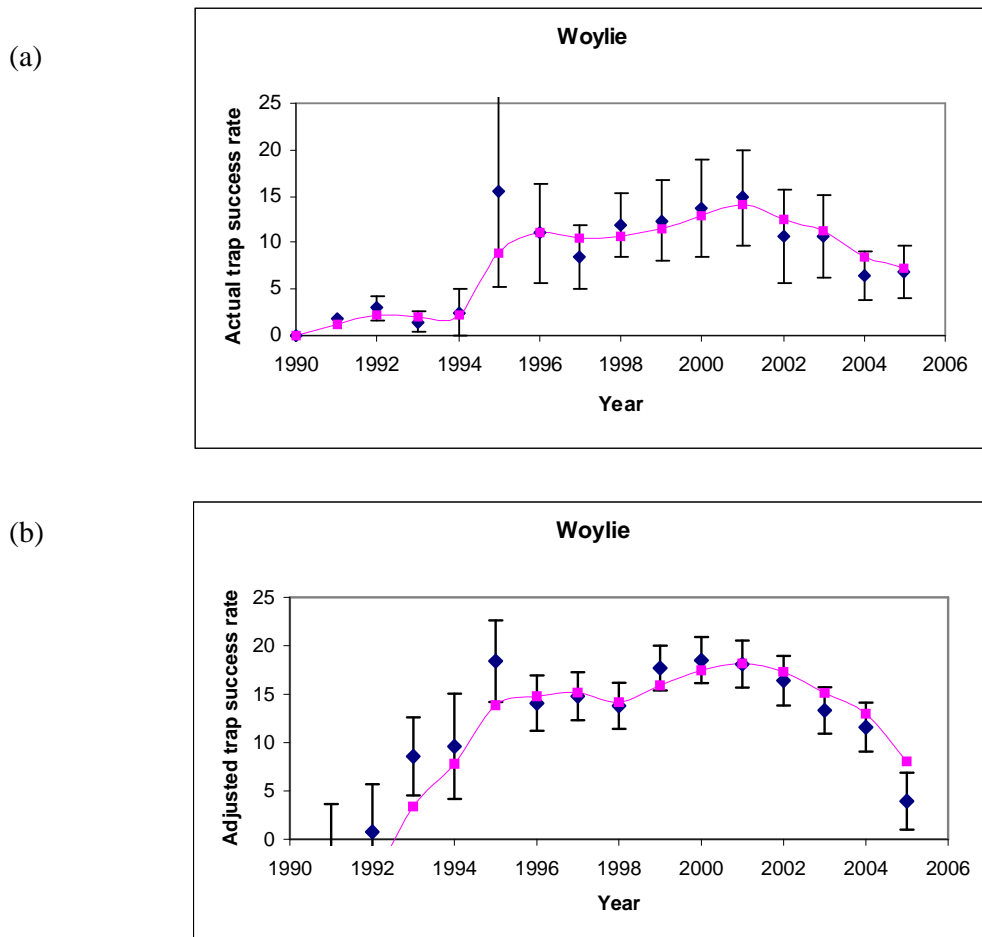 (a)
Woylie
Actual trap success rate
25
20
15
10
5
0
1990 1992 1994 1996 1998 2000 2002 2004 2006
Year
(b)
Woylie
Adjusted trap success rate
25
20
15
10
5
0
1990 1992 1994 1996 1998 2000 2002 2004 2006
Year